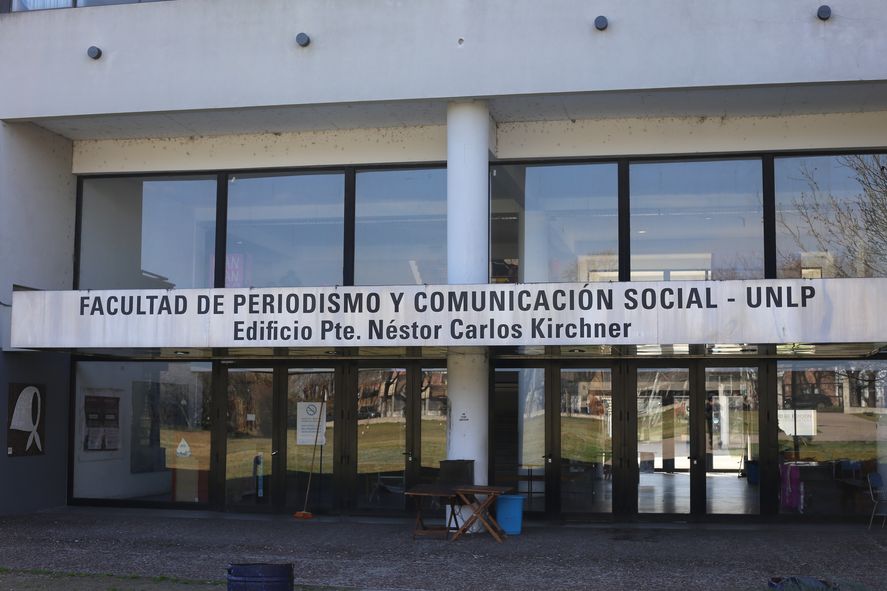 FACULTAD DE PERIODISMO Y COMUNICACIÓN SOCIAL - UNLP
Edificio Pte. Néstor Carlos Kirchner